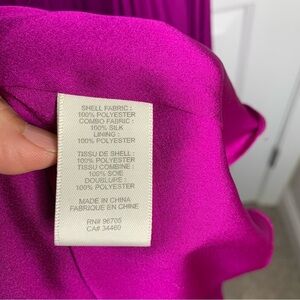 SHELL FABRIC :
100% POLYESTER
COMBO FABRIC :
100% SILK
LINING :
100% POLYESTER
TISSU DE SHELL :
100% POLYESTER
TISSU COMBINE :
100% SOIE
DOUBLURE :
100% POLYESTER
MADE IN CHINA
FABRIQUE EN CHINE
RN# 96705
CA# 34460